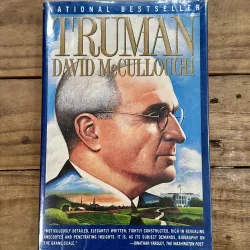 NATIONAL BESTSELLER
TRUMAN
DAVID McCULLOUGH
"METICULOUSLY DETAILED, ELEGANTLY WRITTEN, TIGHTLY CONSTRUCTED, RICH IN REVEALING
ANECDOTES AND PENETRATING INSIGHT. IT IS, AS ITS SUBJECT DEMANDS, BIOGRAPHY ON
THE GRAND SCALE." —JONATHAN YARDLEY, THE WASHINGTON POST